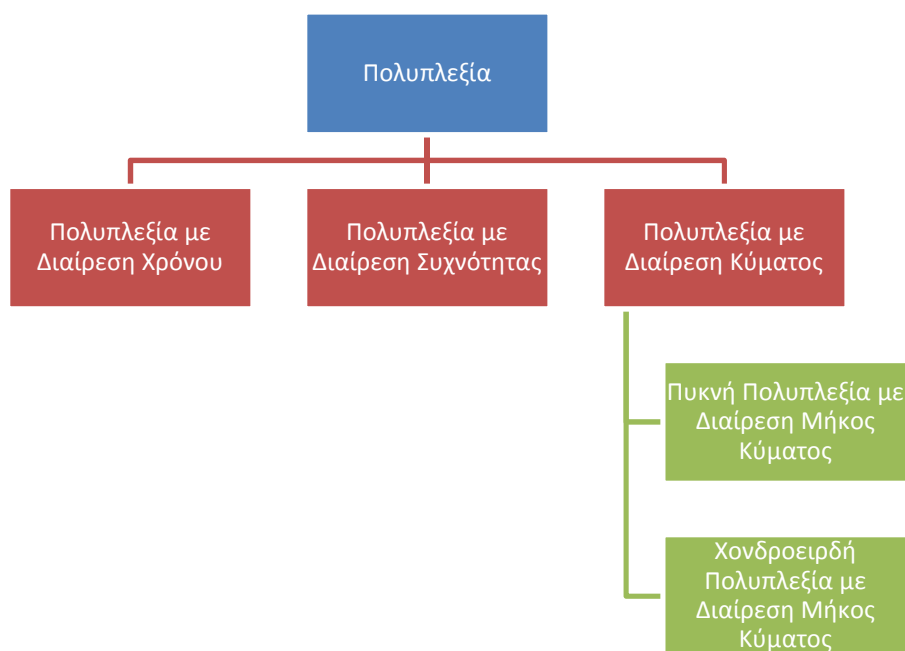 Πολυπλεξία
Πολυπλεξία με
Διαίρεση Χρόνου
Πολυπλεξία με
Διαίρεση Συχνότητας
Πολυπλεξία με
Διαίρεση Κύματος
Πυκνή Πολυπλεξία με
Διαίρεση Μήκος
Κύματος
Χονδροειρδή
Πολυπλεξία με
Διαίρεση Μήκος
Κύματος